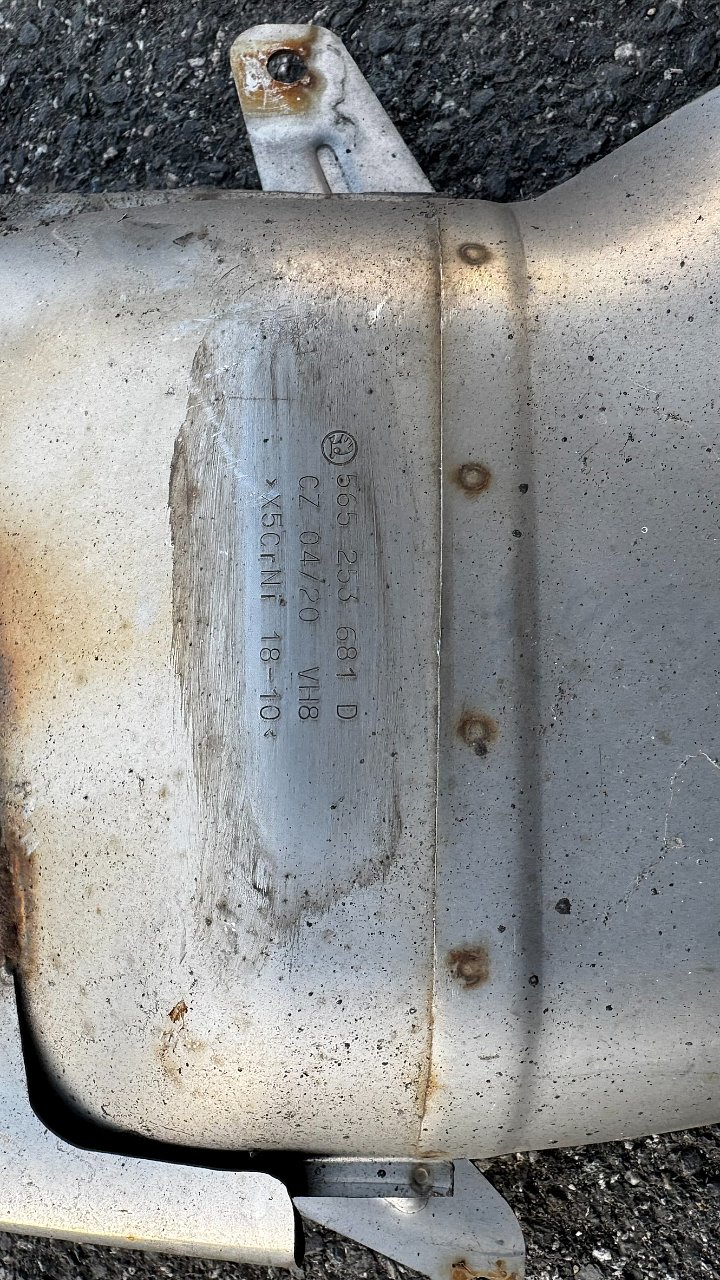 565 253 681 D
CZ 04/20 VH8
>X5CrNi 18-10<